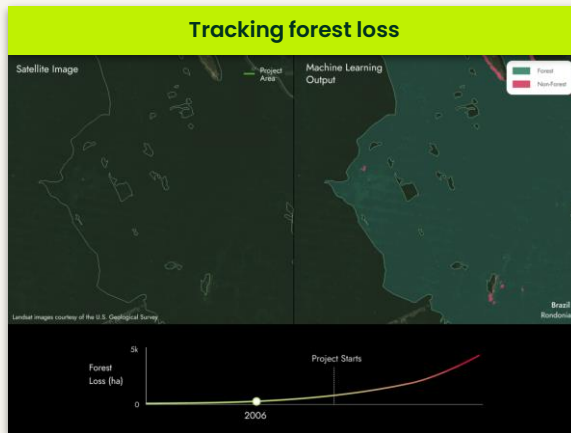 Tracking forest loss
Satellite Image
Project
Area
Landsat images courtesy of the U.S. Geological Survey
Machine Learning
Output
Forest
Non-Forest
Brazil
Rondonia
Forest
Loss (ha)
5k
0
Project Starts
2006